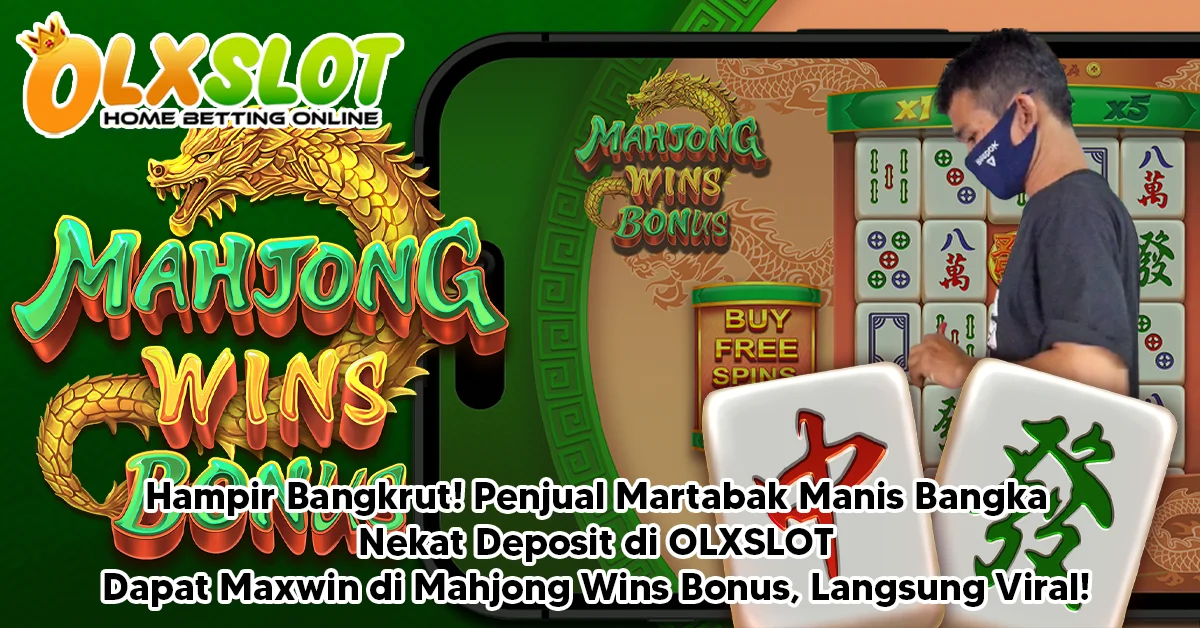 OLXSLOT
HOME BETTING ONLINE
MAHJONG
WINS
BONUS
MAHJONG
WINS
BONUS
BUY
FREE
SPINS
x1
x5
八
萬
八
萬
發
中
發
Hampir Bangkrut! Penjual Martabak Manis Bangka
Nekat Deposit di OLXSLOT
Dapat Maxwin di Mahjong Wins Bonus, Langsung Viral!